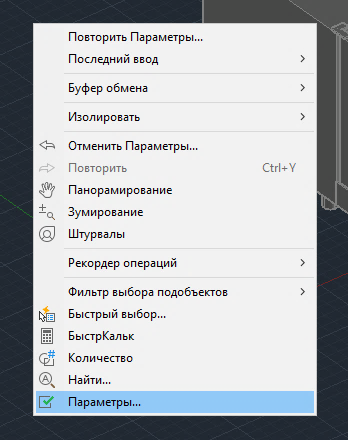 Повторить Параметры...
Последний ввод
Буфер обмена
Изолировать
Отменить Параметры...
Повторить Ctrl+Y
Панорамирование
Зумирование
Штурвалы
Рекордер операций
Фильтр выбора подобъектов
Быстрый выбор...
БыстрКальк
Количество
Найти...
Параметры...